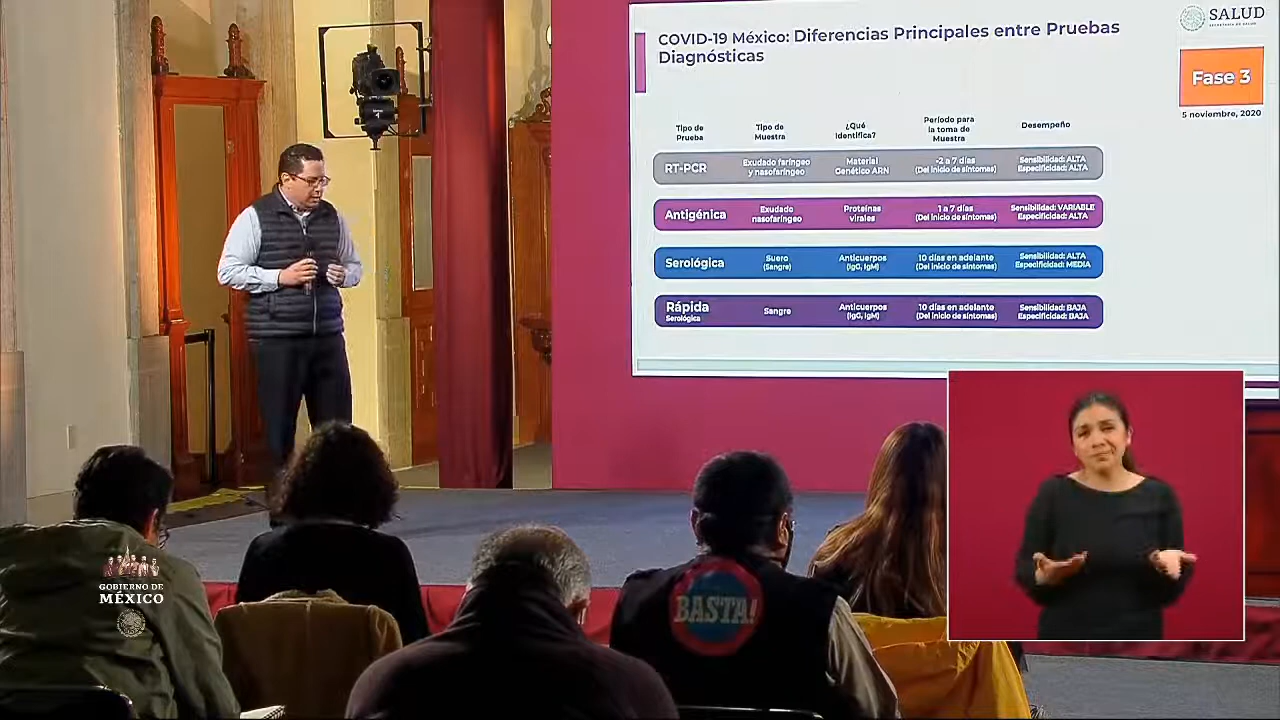 COVID-19 México: Diferencias Principales entre Pruebas
Diagnósticas
SALUD
SECRETARÍA DE SALUD
Fase 3
5 noviembre, 2020
Tipo de
Prueba
Tipo de
Muestra
¿Qué
identifica?
Período para
la toma de
Muestra
Desempeño
RT-PCR
Exudado faríngeo
y nasofaríngeo
Material
Genético ARN
-2 a 7 días
(Del inicio de síntomas)
Sensibilidad: ALTA
Especificidad: ALTA
Antigénica
Exudado
nasofaríngeo
Proteínas
virales
1 a 7 días
(Del inicio de síntomas)
Sensibilidad: VARIABLE
Especificidad: ALTA
Serológica
Suero
(Sangre)
Anticuerpos
(IgG, IgM)
10 días en adelante
(Del inicio de síntomas)
Sensibilidad: ALTA
Especificidad: MEDIA
Rápida
Serológica
Sangre
Anticuerpos
(IgG, IgM)
10 días en adelante
(Del inicio de síntomas)
Sensibilidad: BAJA
Especificidad: BAJA
BASTA!
GOBIERNO DE
MÉXICO